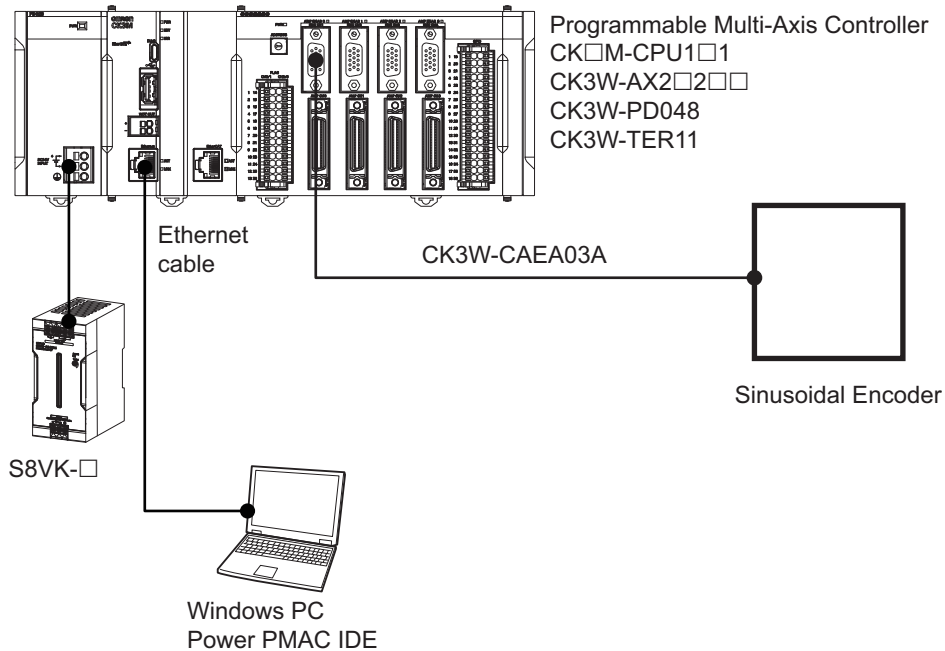 Programmable Multi-Axis Controller
CK□M-CPU1□1
CK3W-AX2□2□□
CK3W-PD048
CK3W-TER11
Ethernet
cable
CK3W-CAEA03A
Sinusoidal Encoder
S8VK-□
Windows PC
Power PMAC IDE